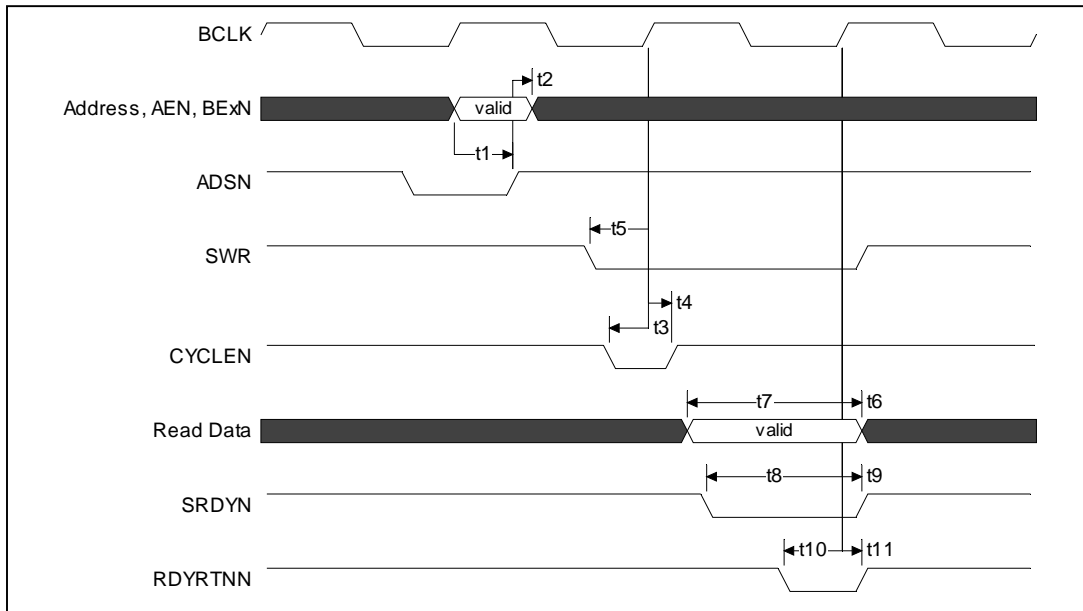 BCLK
t2
Address, AEN, BExN
valid
t1
ADSN
t5
SWR
t4
t3
CYCLEN
t7
t6
Read Data
valid
t8
t9
SRDYN
t10
t11
RDYRTNN